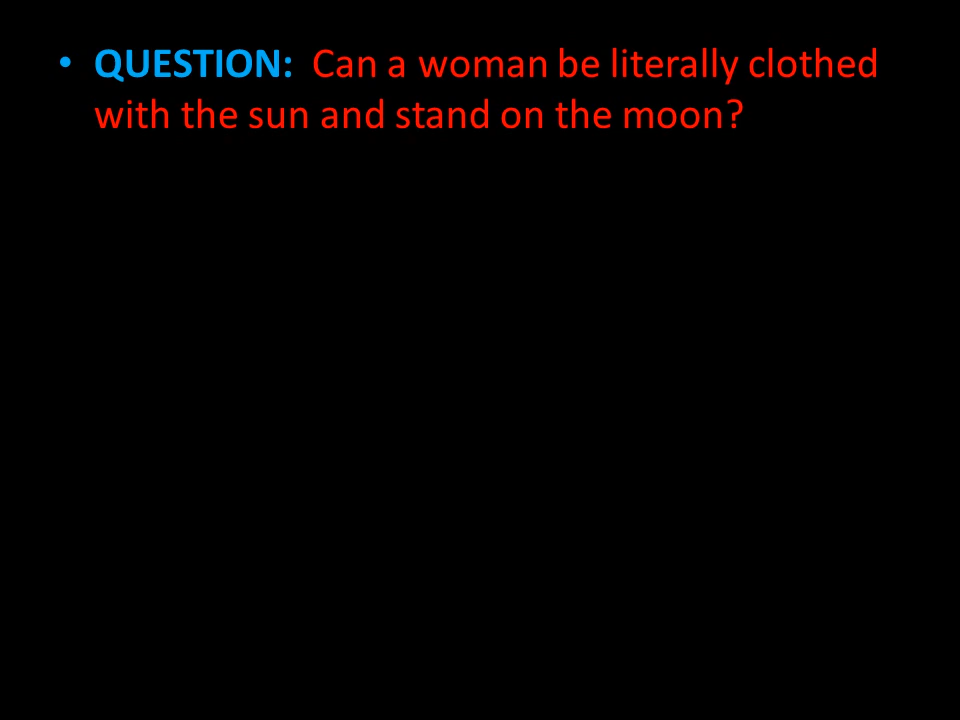 • QUESTION: Can a woman be literally clothed
with the sun and stand on the moon?